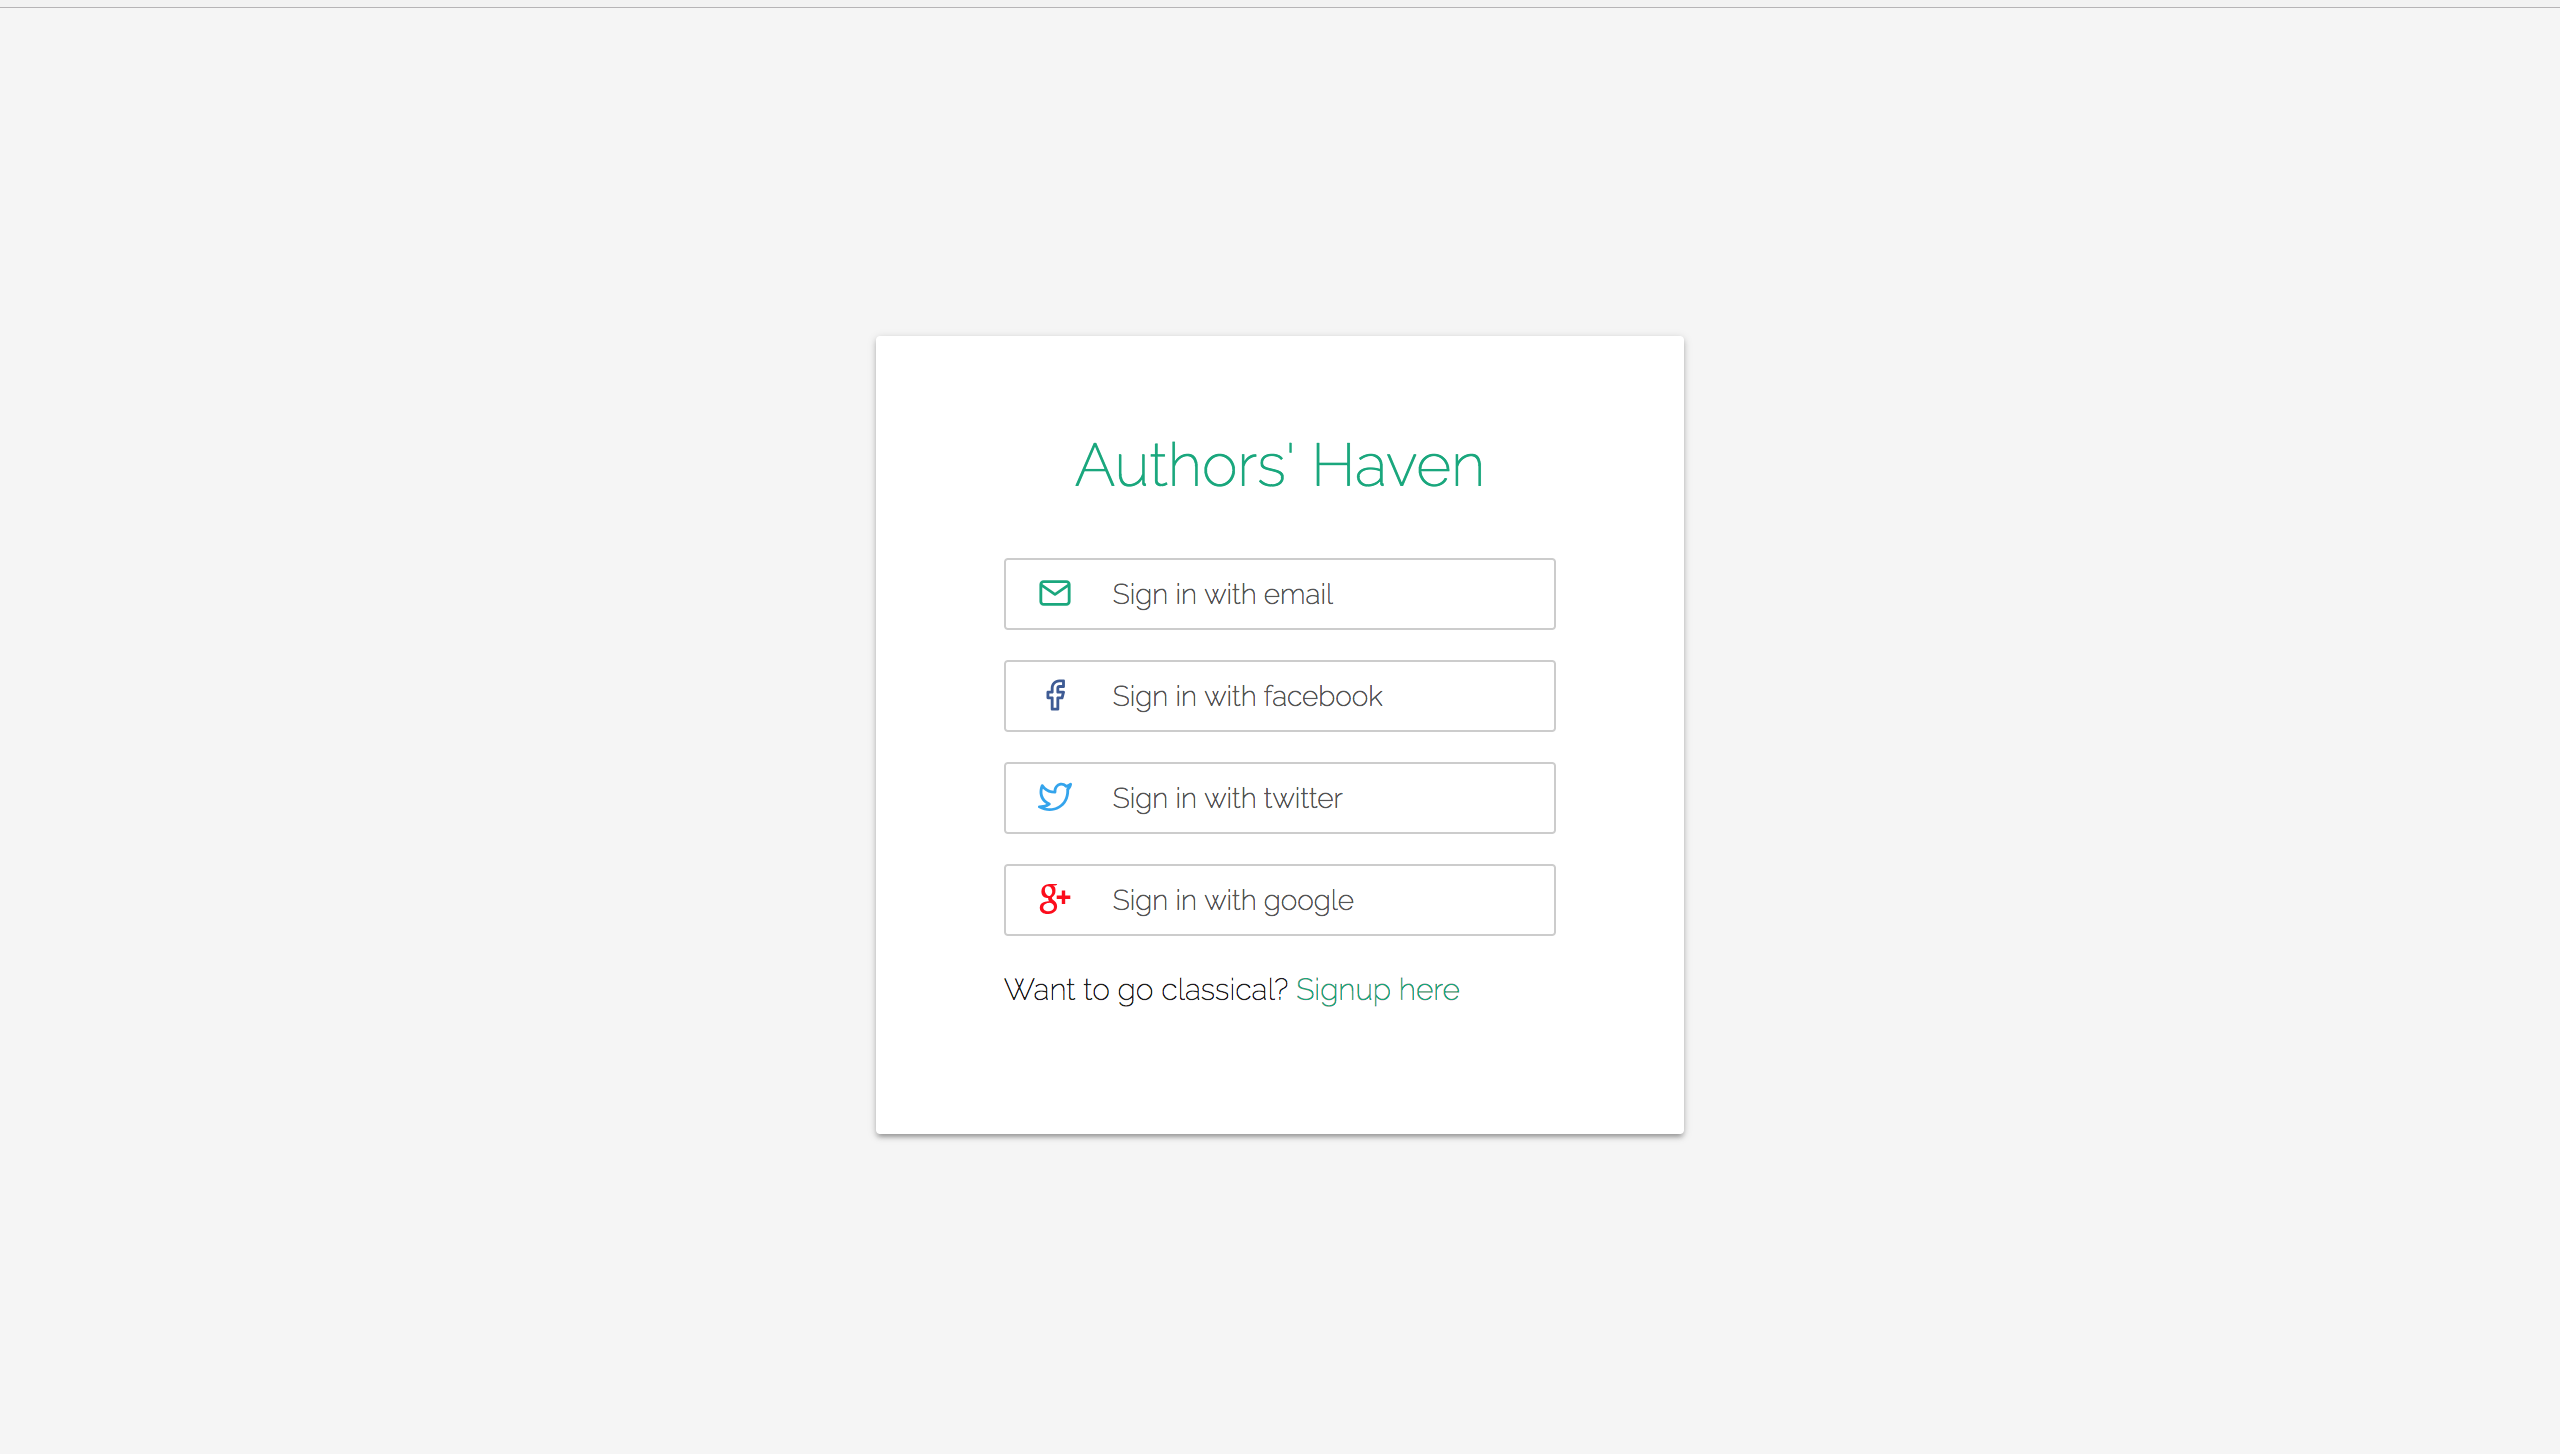 Authors' Haven
Sign in with email
Sign in with facebook
Sign in with twitter
g+ Sign in with google
Want to go classical? Signup here